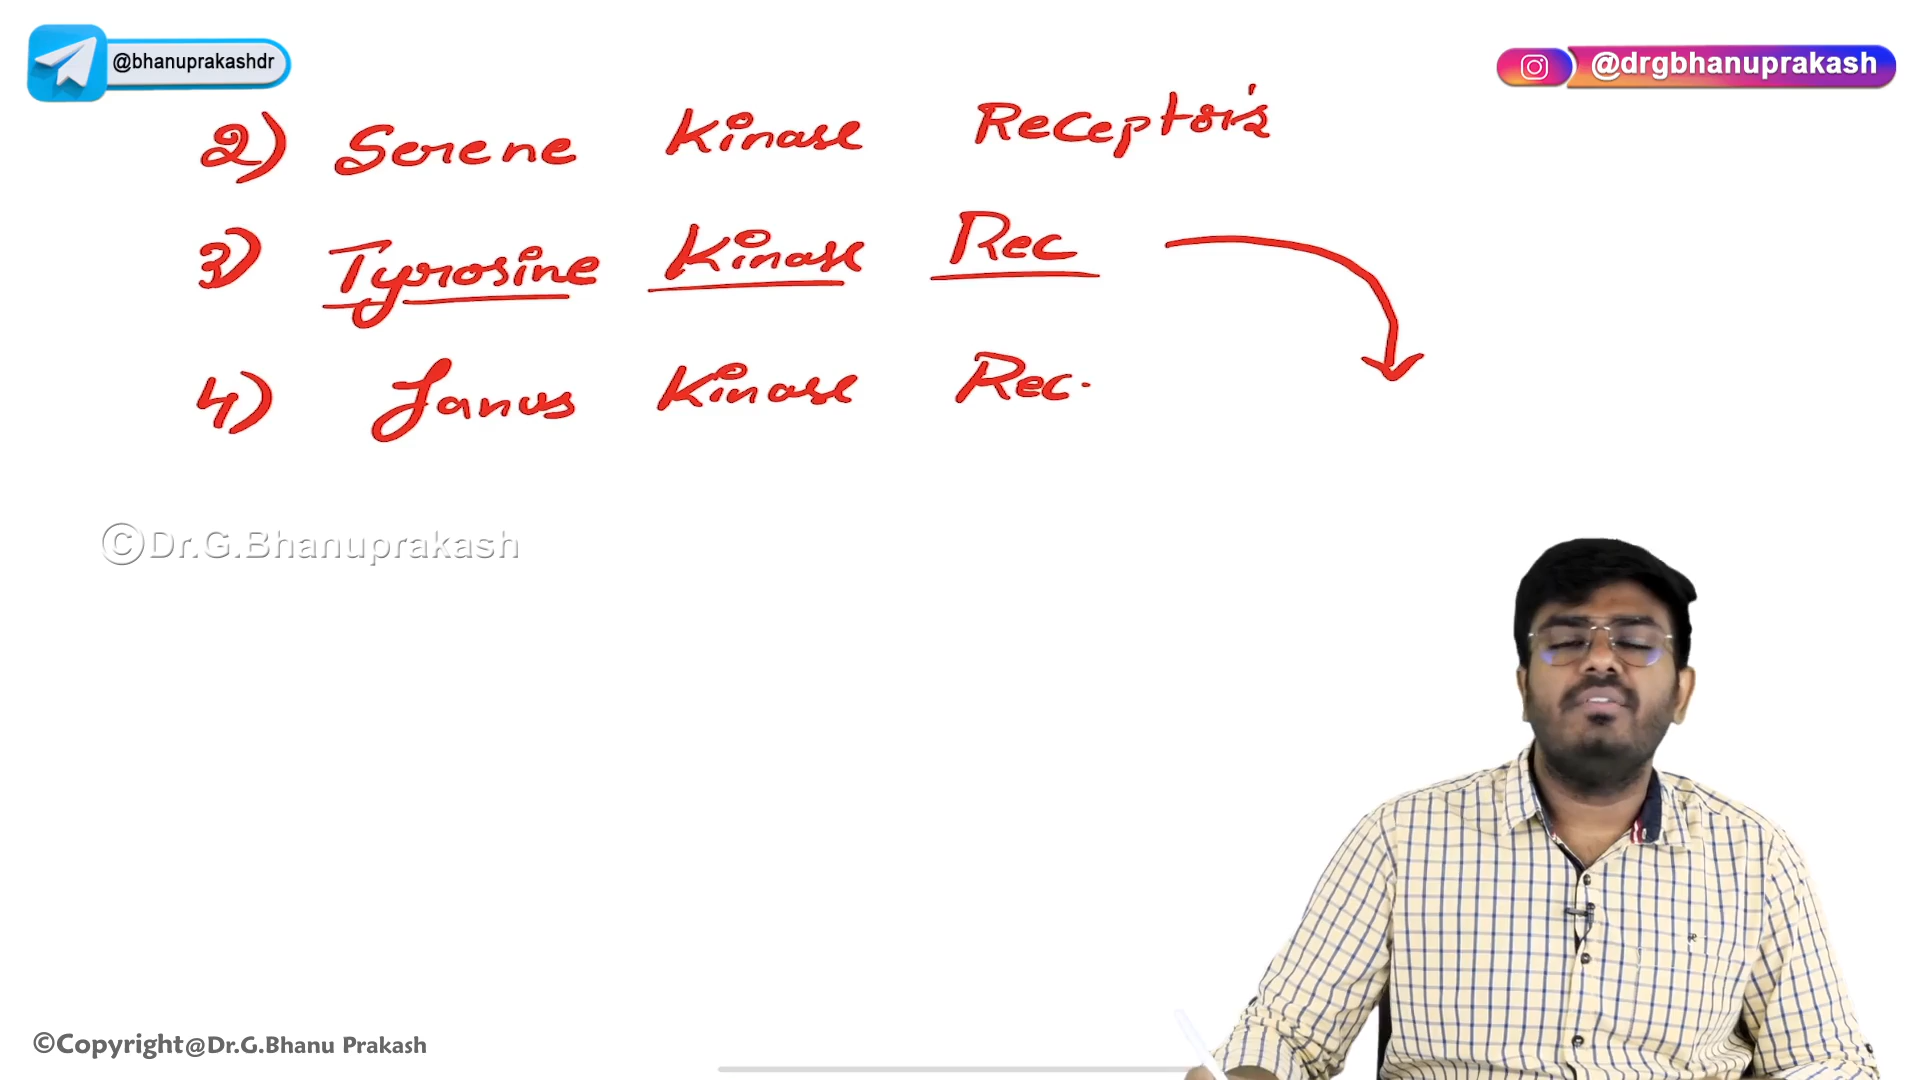 @bhanuprakashdr
@drgbhanuprakash
2) Serene Kinase Receptors
3) Tyrosine Kinase Rec
4) Janus Kinase Rec.
©Dr.G.Bhanuprakash
©Copyright@Dr.G.Bhanu Prakash